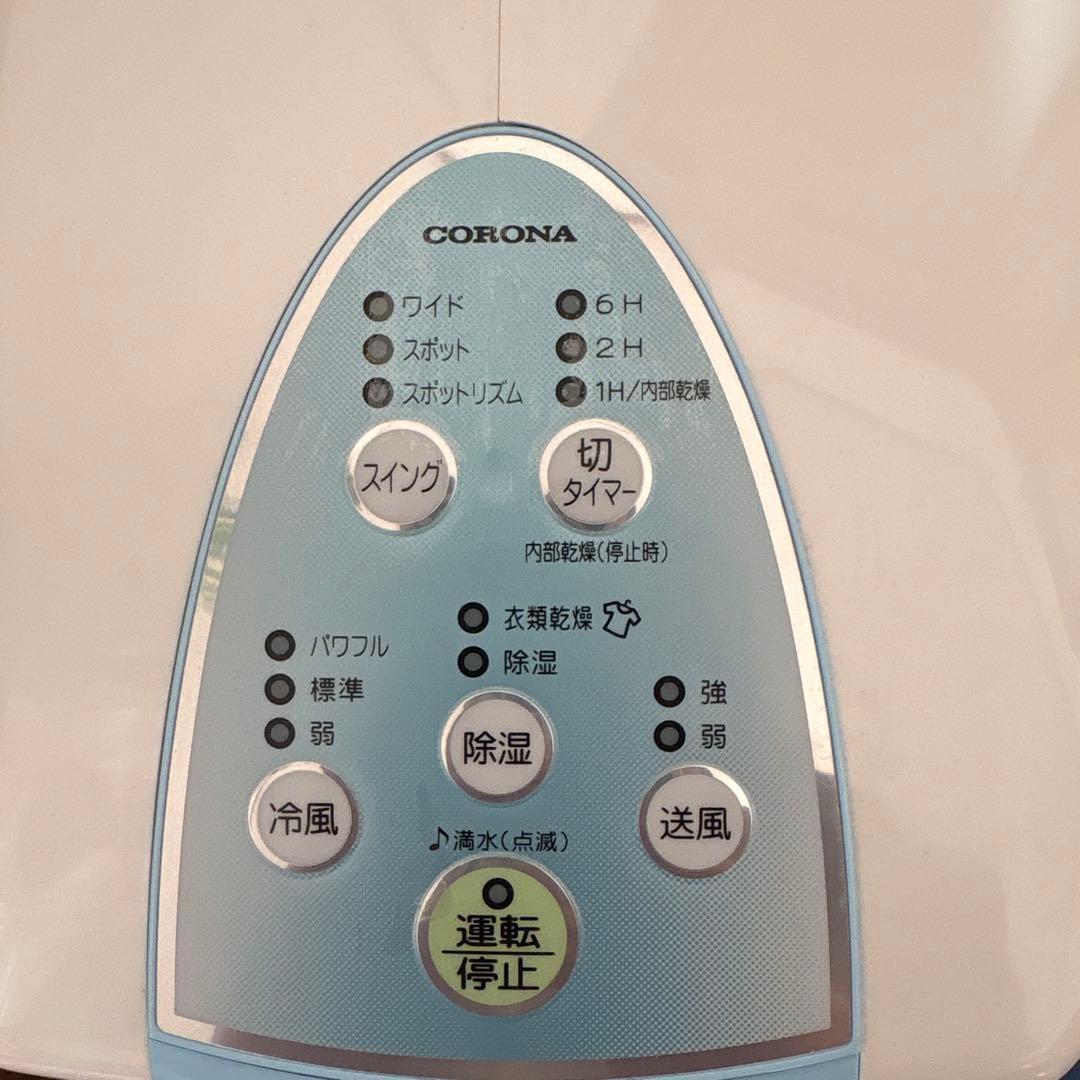 CORONA
ワイド
スポット
スポットリズム
スイング
6H
2H
1H/内部乾燥
切
タイマー
内部乾燥(停止時)
パワフル
標準
弱
冷風
衣類乾燥
除湿
除湿
強
弱
送風
♪満水(点滅)
運転
停止